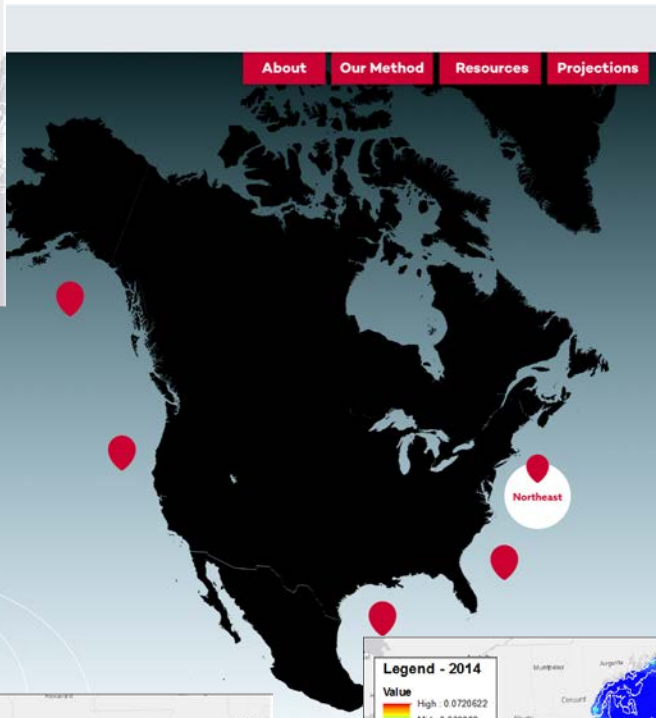 About Our Method Resources Projections
Northeast
Legend - 2014
Value
High : 0.0720622